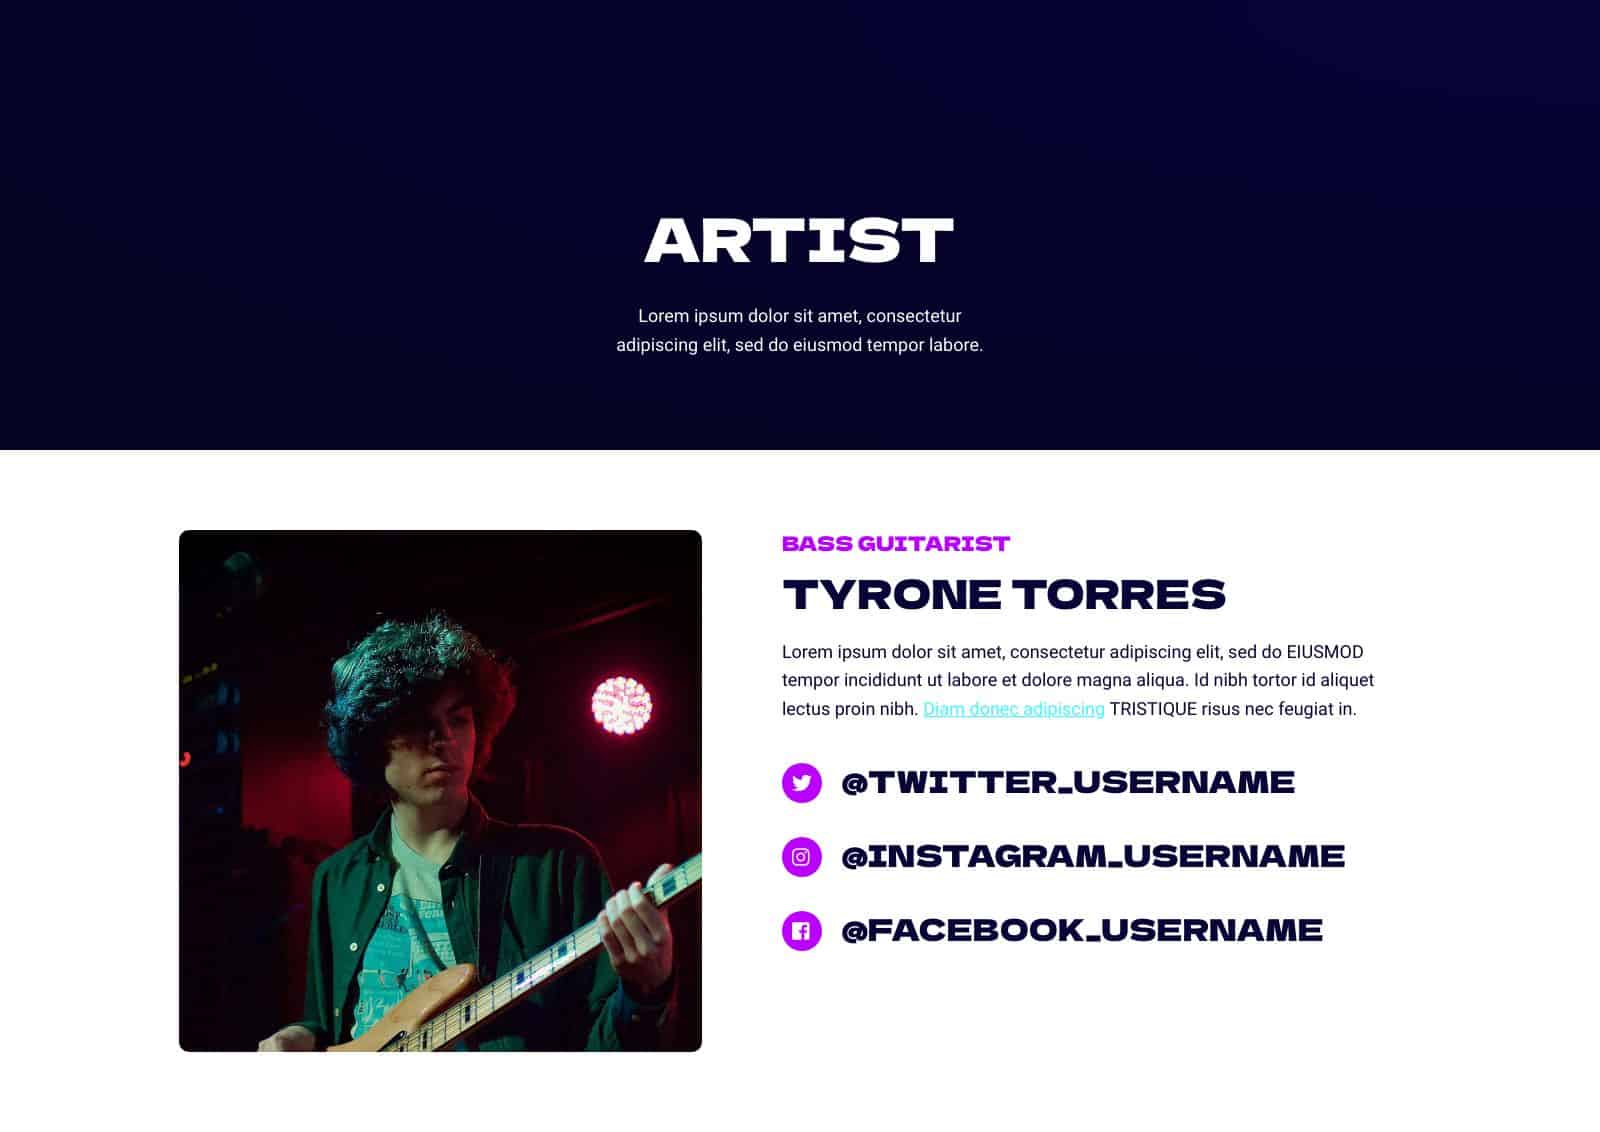 ARTIST
Lorem ipsum dolor sit amet, consectetur
adipiscing elit, sed do eiusmod tempor labore.
BASS GUITARIST
TYRONE TORRES
Lorem ipsum dolor sit amet, consectetur adipiscing elit, sed do EIUSMOD
tempor incididunt ut labore et dolore magna aliqua. Id nibh tortor id aliquet
lectus proin nibh. Diam donec adipiscing TRISTIQUE risus nec feugiat in.
@TWITTER_USERNAME
@INSTAGRAM_USERNAME
@FACEBOOK_USERNAME